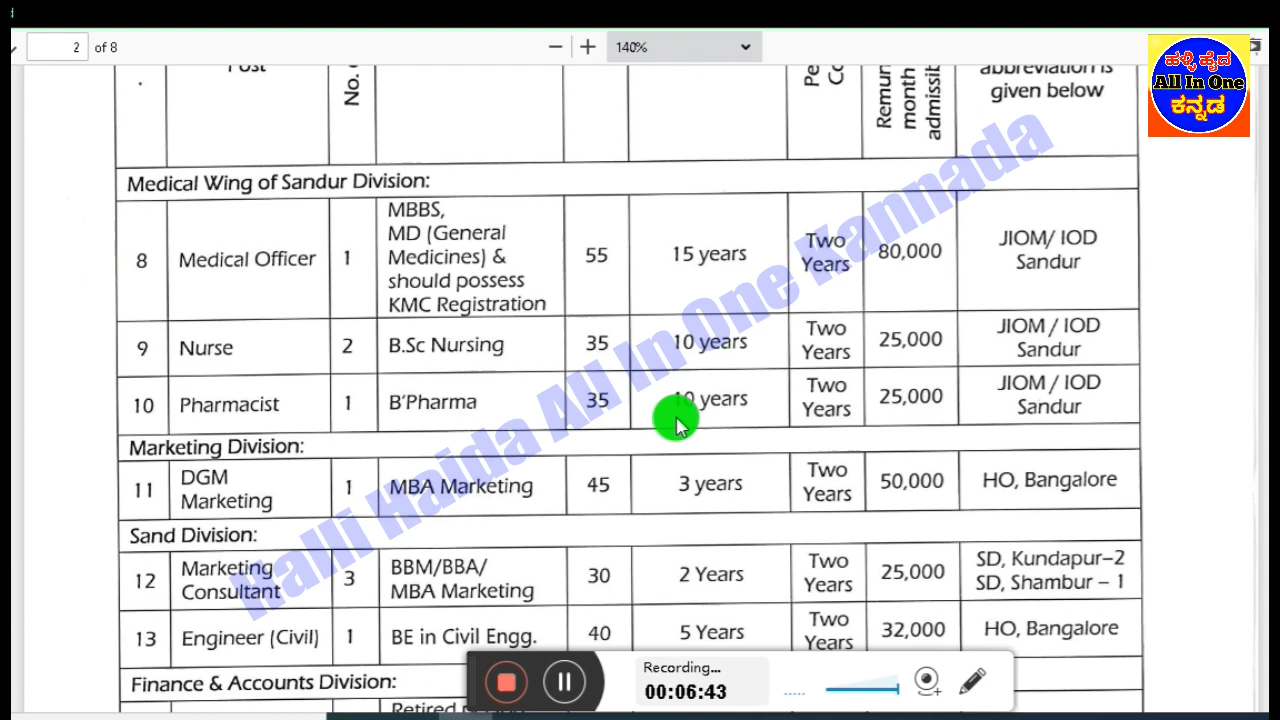 2 of 8
140%
ಹಳ್ಳಿ ಹೈದ
All In One
ಕನ್ನಡ
Post
No.
Remun
month
admissib
abbreviation is
given below
Medical Wing of Sandur Division:
8 Medical Officer 1 MBBS, MD (General Medicines) & should possess KMC Registration 55 15 years Two Years 80,000 JIOM/ IOD Sandur
9 Nurse 2 B.Sc Nursing 35 10 years Two Years 25,000 JIOM / IOD Sandur
10 Pharmacist 1 B'Pharma 35 10 years Two Years 25,000 JIOM / IOD Sandur
Marketing Division:
11 DGM Marketing 1 MBA Marketing 45 3 years Two Years 50,000 HO, Bangalore
Sand Division:
12 Marketing Consultant 3 BBM/BBA/ MBA Marketing 30 2 Years Two Years 25,000 SD, Kundapur–2 SD, Shambur – 1
13 Engineer (Civil) 1 BE in Civil Engg. 40 5 Years Two Years 32,000 HO, Bangalore
Finance & Accounts Division:
Retired
Halli Haida All In One Kannada
Recording...
00:06:43